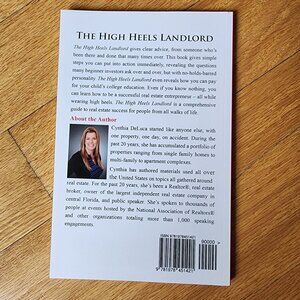 THE HIGH HEELS LANDLORD
The High Heels Landlord gives clear advice, from someone who's
been there and done that many times over. This book gives simple
steps you can put into action immediately, revealing the questions
many beginner investors ask over and over, but with no-holds-barred
personality. The High Heels Landlord even reveals how you can pay
for your child's college education. Even if you know nothing, you
can learn how to be a successful real estate entrepreneur – all while
wearing high heels. The High Heels Landlord is a comprehensive
guide to real estate success for people from all walks of life.
About the Author
Cynthia DeLuca started like anyone else, with
one property, one day, on accident. During the
past 20 years, she has accumulated a portfolio of
properties ranging from single family homes to
multi-family to apartment complexes.
Cynthia has authored materials used all over
the United States on topics all gathered around
real estate. For the past 20 years, she's been a Realtor®, real estate
broker, owner of the largest independent real estate company in
central Florida, and public speaker. She's spoken to thousands of
people at events hosted by the National Association of Realtors®
and other organizations totaling more than 1,000 speaking
engagements.
90000